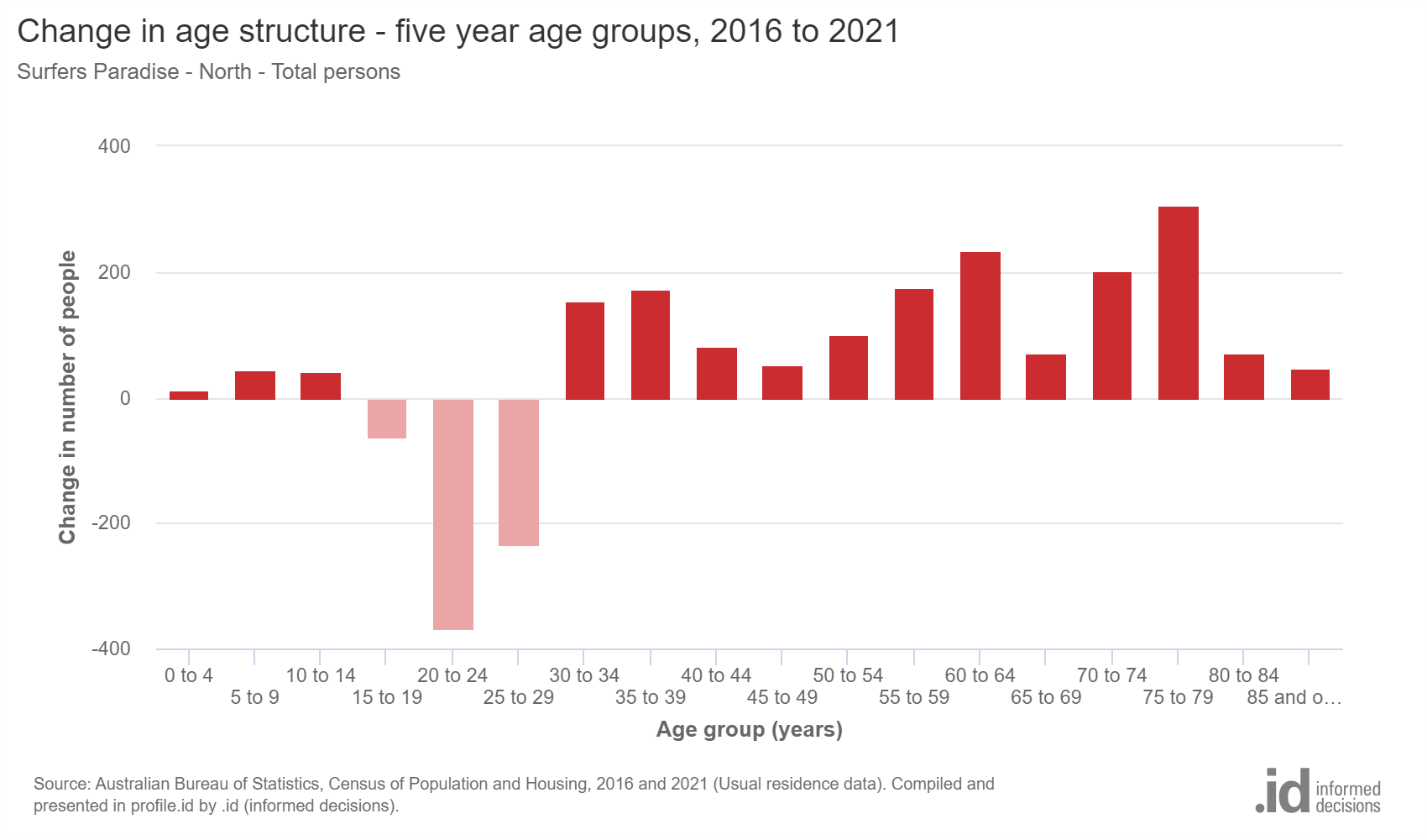 Change in age structure - five year age groups, 2016 to 2021
Surfers Paradise - North - Total persons
400
200
0
-200
-400
Change in number of people
0 to 4
5 to 9
10 to 14
15 to 19
20 to 24
25 to 29
30 to 34
35 to 39
40 to 44
45 to 49
50 to 54
55 to 59
60 to 64
65 to 69
70 to 74
75 to 79
80 to 84
85 and o…
Age group (years)
Source: Australian Bureau of Statistics, Census of Population and Housing, 2016 and 2021 (Usual residence data). Compiled and
presented in profile.id by .id (informed decisions).
.id informed
decisions